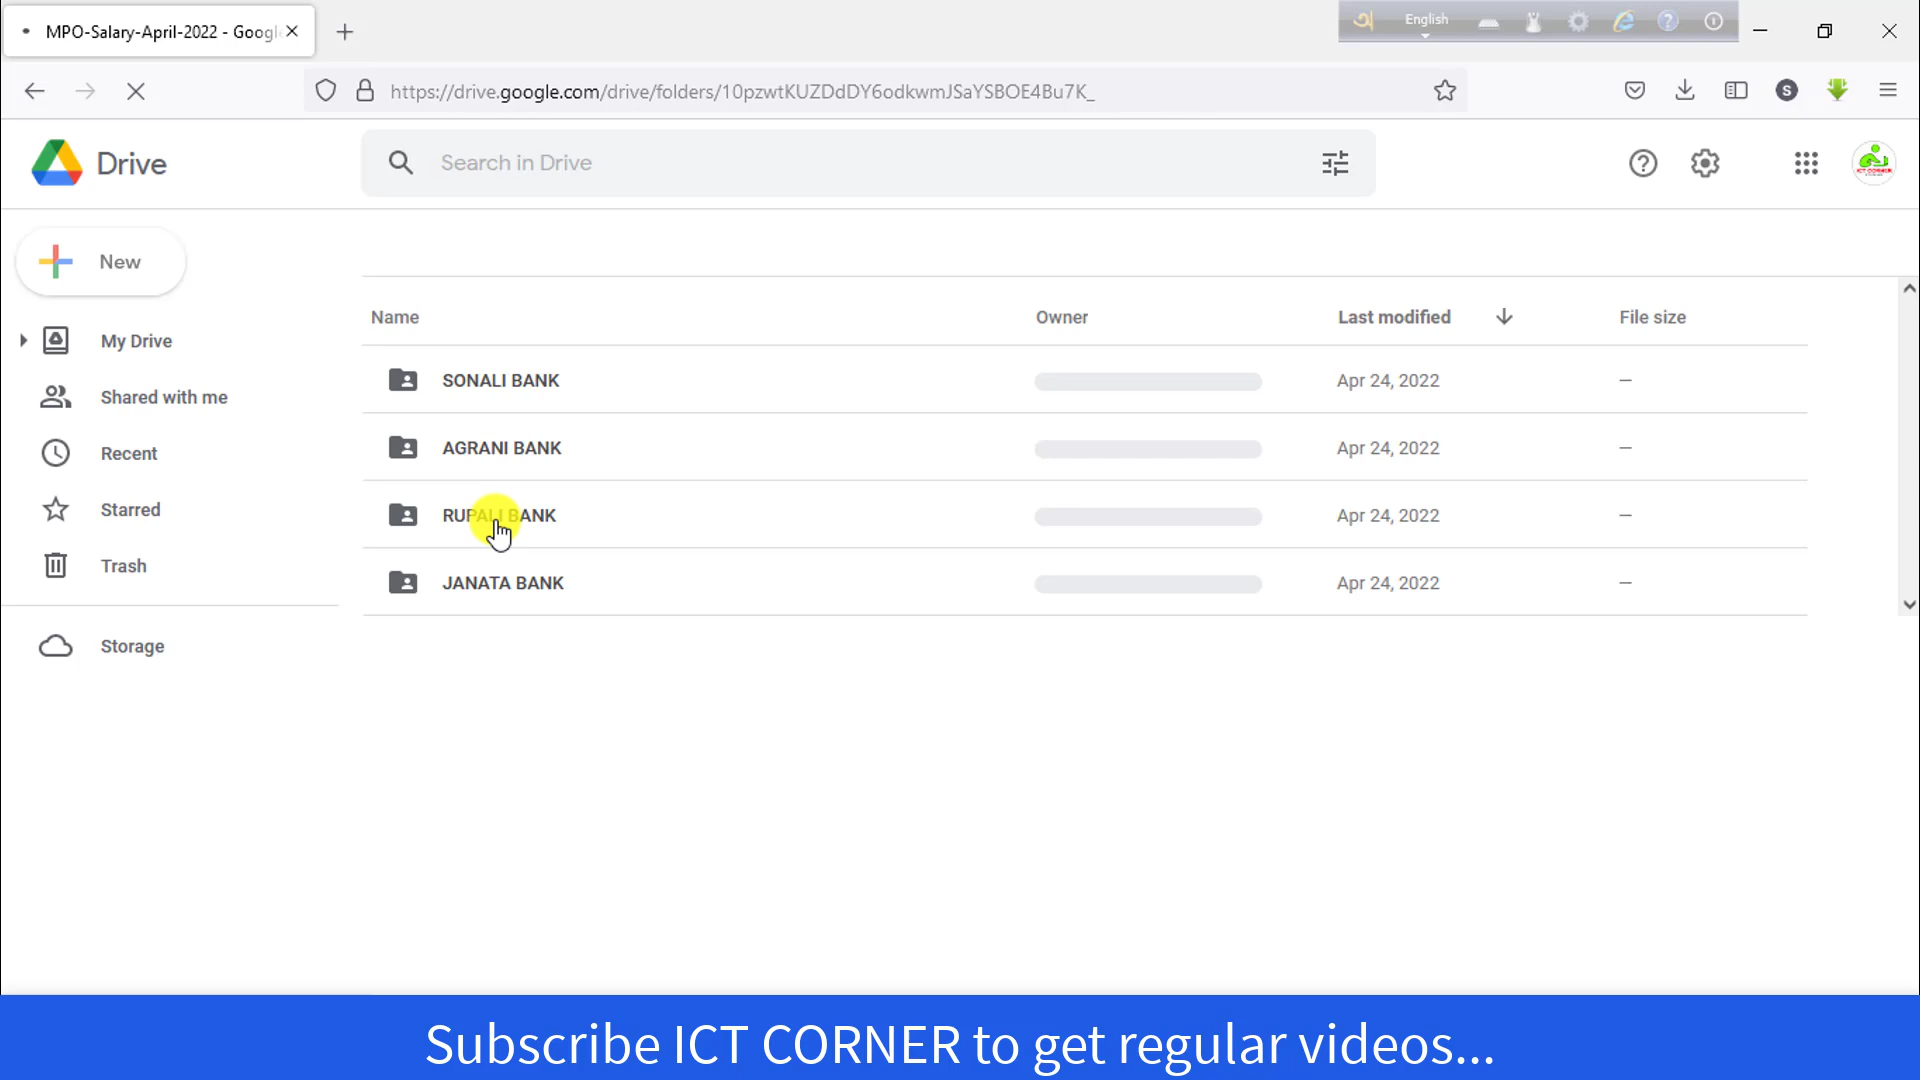 MPO-Salary-April-2022 - Googl
English
https://drive.google.com/drive/folders/10pzwtKUZDdDY6odkwmJSaYSBOE4Bu7K_
S
Drive
Search in Drive
ICT CORNER
New
My Drive
Shared with me
Recent
Starred
Trash
Storage
Name Owner Last modified File size
SONALI BANK Apr 24, 2022 —
AGRANI BANK Apr 24, 2022 —
RUPALI BANK Apr 24, 2022 —
JANATA BANK Apr 24, 2022 —
Subscribe ICT CORNER to get regular videos...